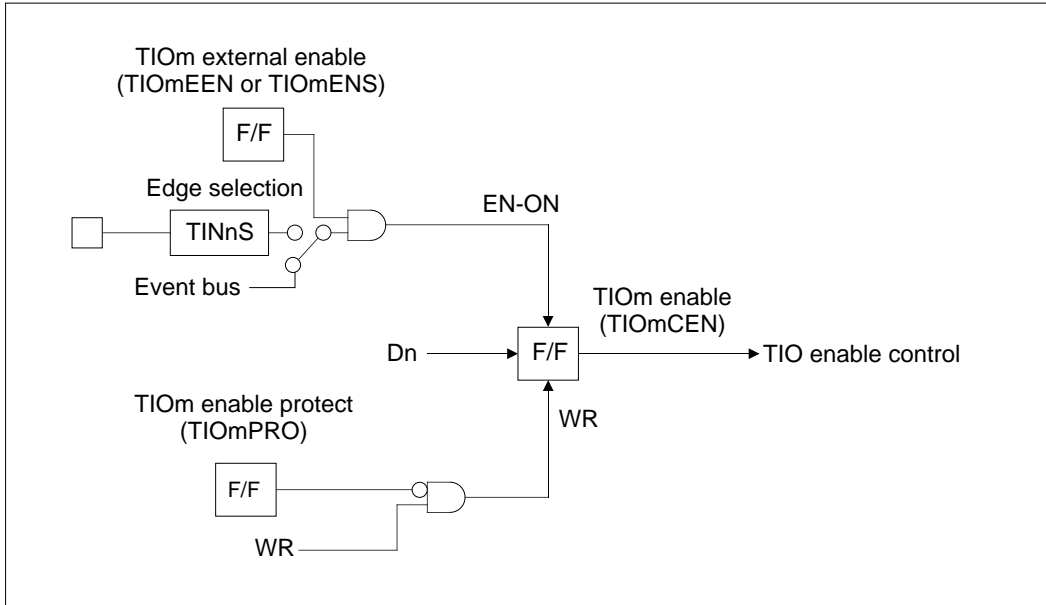 TIOm external enable
(TIOmEEN or TIOmENS)
F/F
Edge selection
TINnS
EN-ON
Event bus
TIOm enable
(TIOmCEN)
Dn
F/F
TIO enable control
TIOm enable protect
(TIOmPRO)
WR
F/F
WR